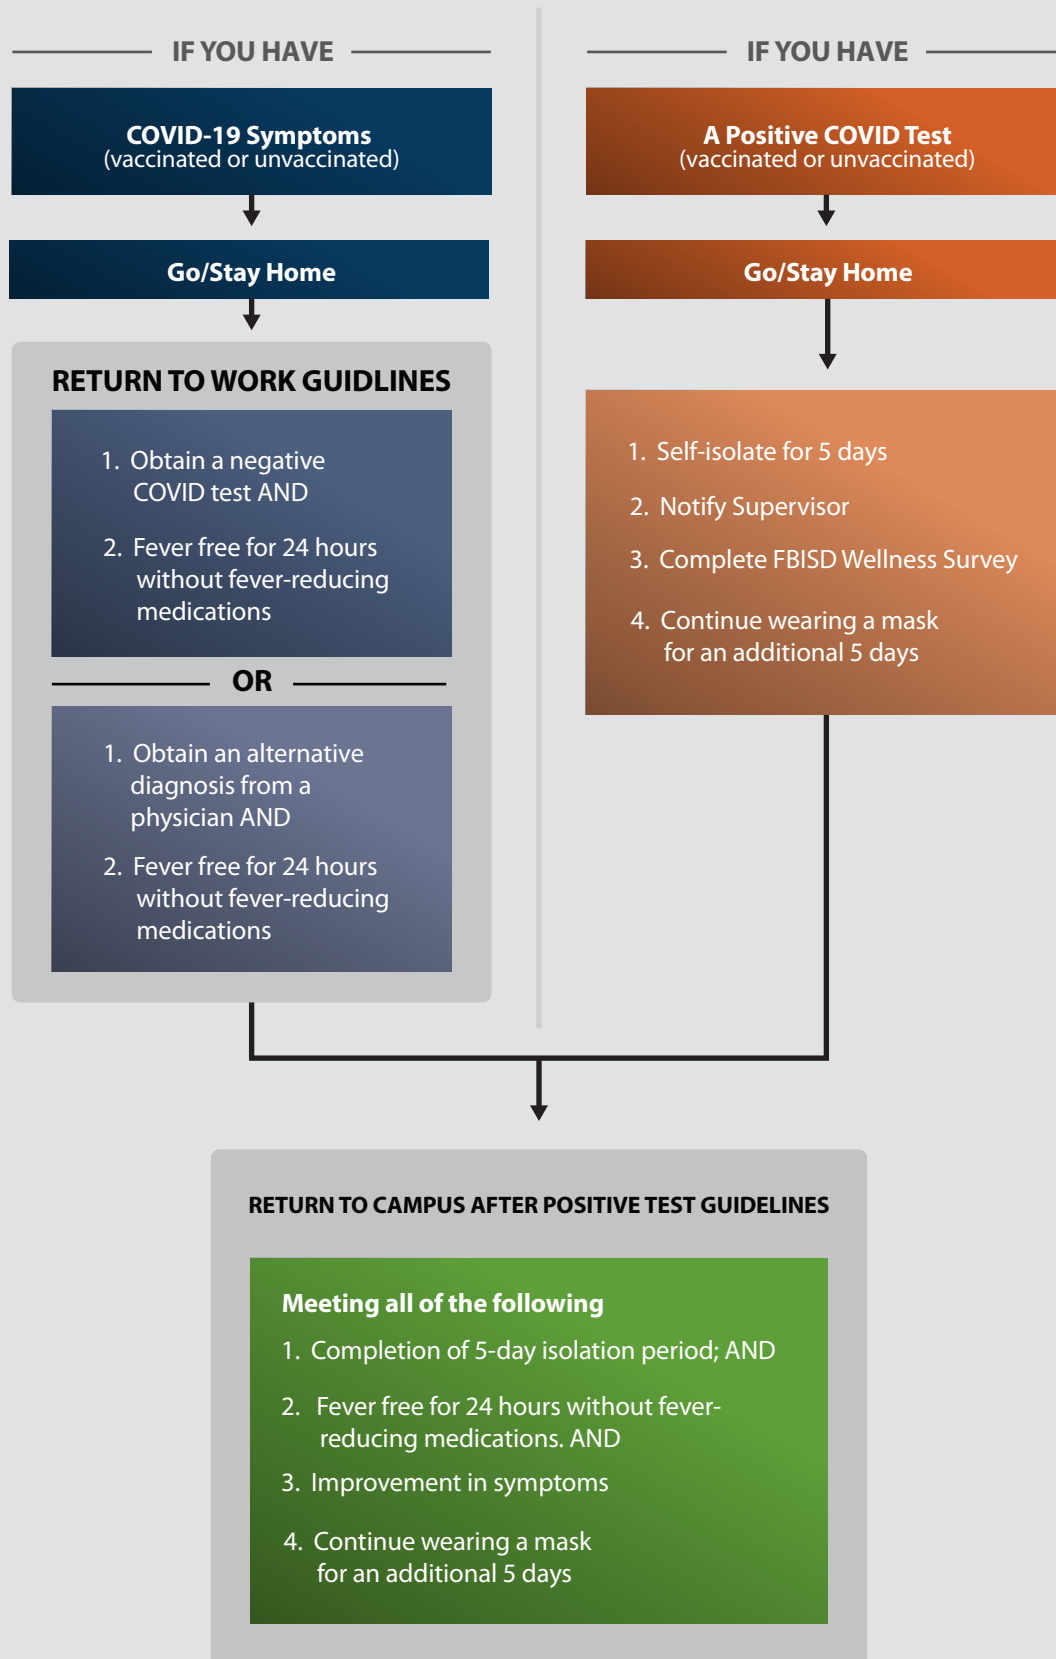 IF YOU HAVE
COVID-19 Symptoms
(vaccinated or unvaccinated)
Go/Stay Home
RETURN TO WORK GUIDLINES
1. Obtain a negative
COVID test AND
2. Fever free for 24 hours
without fever-reducing
medications
OR
1. Obtain an alternative
diagnosis from a
physician AND
2. Fever free for 24 hours
without fever-reducing
medications
IF YOU HAVE
A Positive COVID Test
(vaccinated or unvaccinated)
Go/Stay Home
1. Self-isolate for 5 days
2. Notify Supervisor
3. Complete FBISD Wellness Survey
4. Continue wearing a mask
for an additional 5 days
RETURN TO CAMPUS AFTER POSITIVE TEST GUIDELINES
Meeting all of the following
1. Completion of 5-day isolation period; AND
2. Fever free for 24 hours without fever-
reducing medications. AND
3. Improvement in symptoms
4. Continue wearing a mask
for an additional 5 days